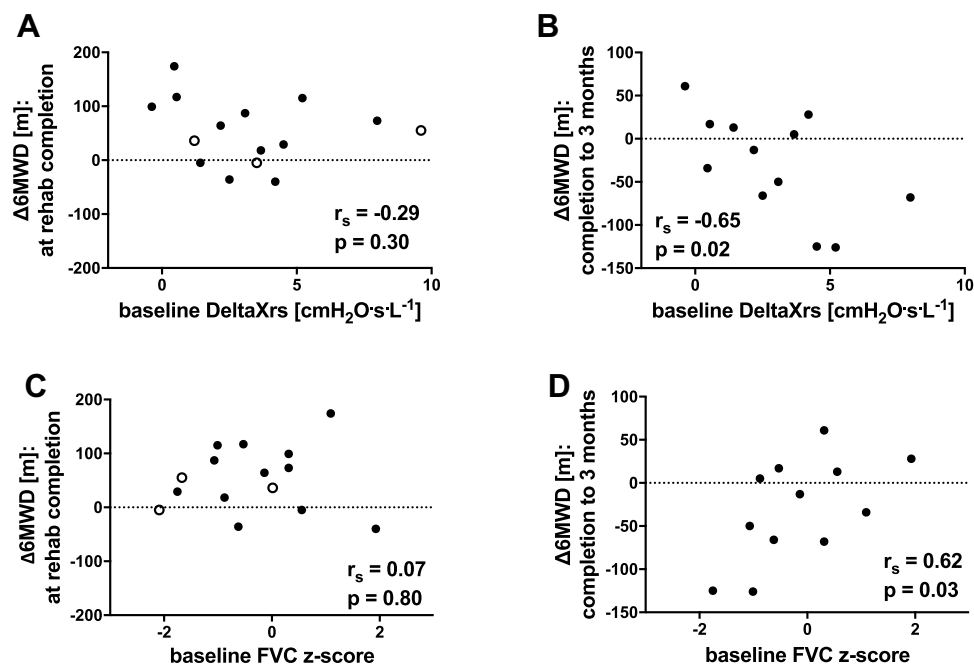 A
Δ6MWD [m]:
at rehab completion
200
100
0
-100
-200
0
5
10
rs = -0.29
p = 0.30
baseline DeltaXrs [cmH2O·s·L-1]
B
Δ6MWD [m]:
completion to 3 months
100
50
0
-50
-100
-150
0
5
10
rs = -0.65
p = 0.02
baseline DeltaXrs [cmH2O·s·L-1]
C
Δ6MWD [m]:
at rehab completion
200
100
0
-100
-200
-2
0
2
rs = 0.07
p = 0.80
baseline FVC z-score
D
Δ6MWD [m]:
completion to 3 months
100
50
0
-50
-100
-150
-2
0
2
rs = 0.62
p = 0.03
baseline FVC z-score